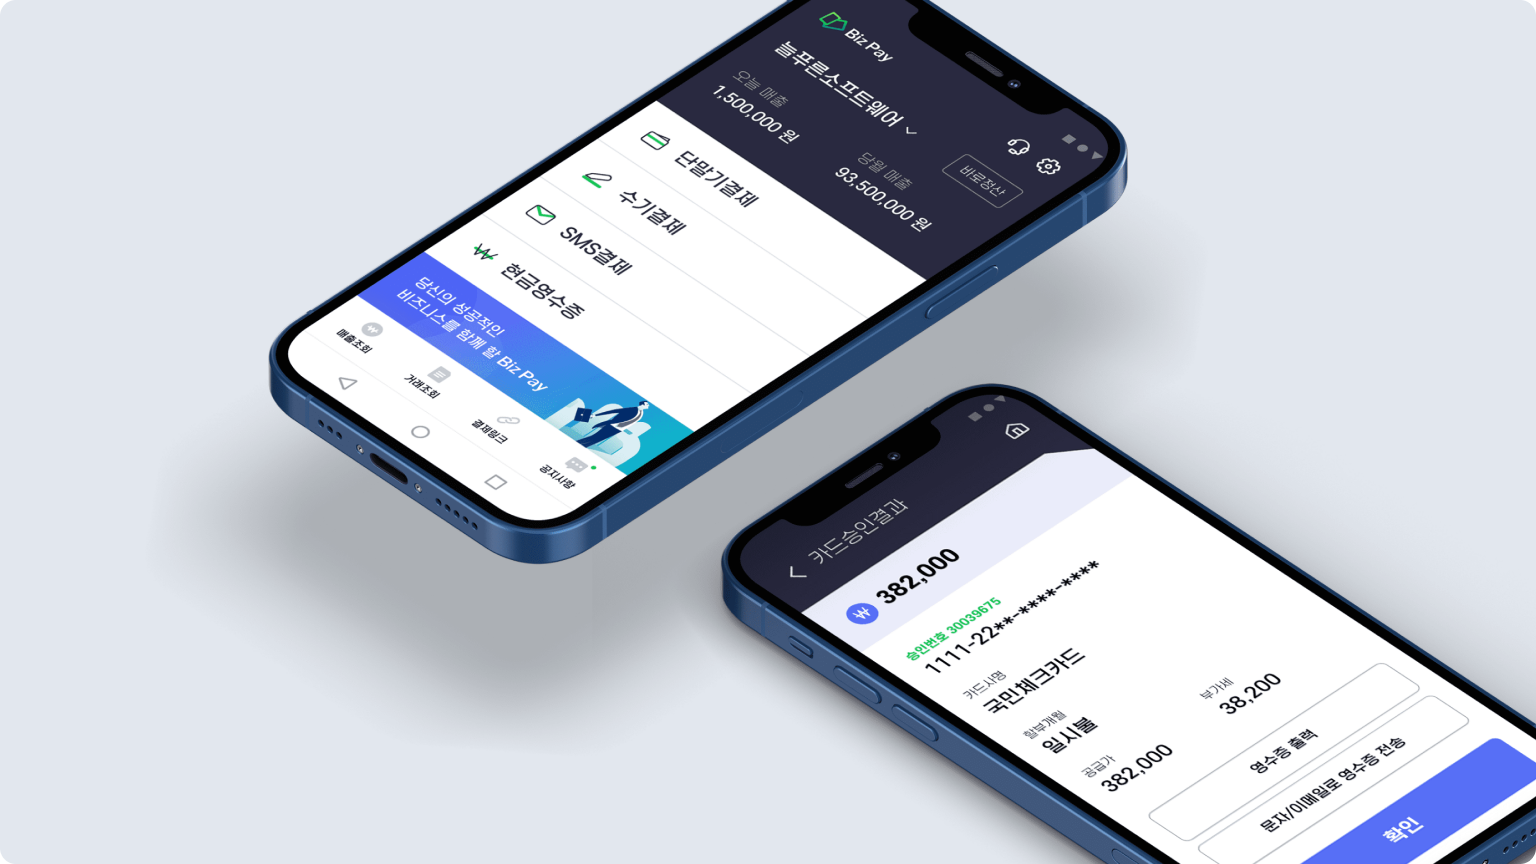 Biz Pay
늘푸른소프트웨어
오늘 매출
1,500,000 원
당월 매출
93,500,000 원
바로정산
단말기결제
수기결제
SMS결제
현금영수증
당신의 성공적인
비즈니스를 함께 할 Biz Pay
매출조회
거래조회
결제링크
공지사항
카드승인결과
₩ 382,000
승인번호 30039675
1111-22**-****-****
카드사명
국민체크카드
할부개월
일시불
공급가
382,000
부가세
38,200
영수증 출력
문자/이메일로 영수증 전송
확인